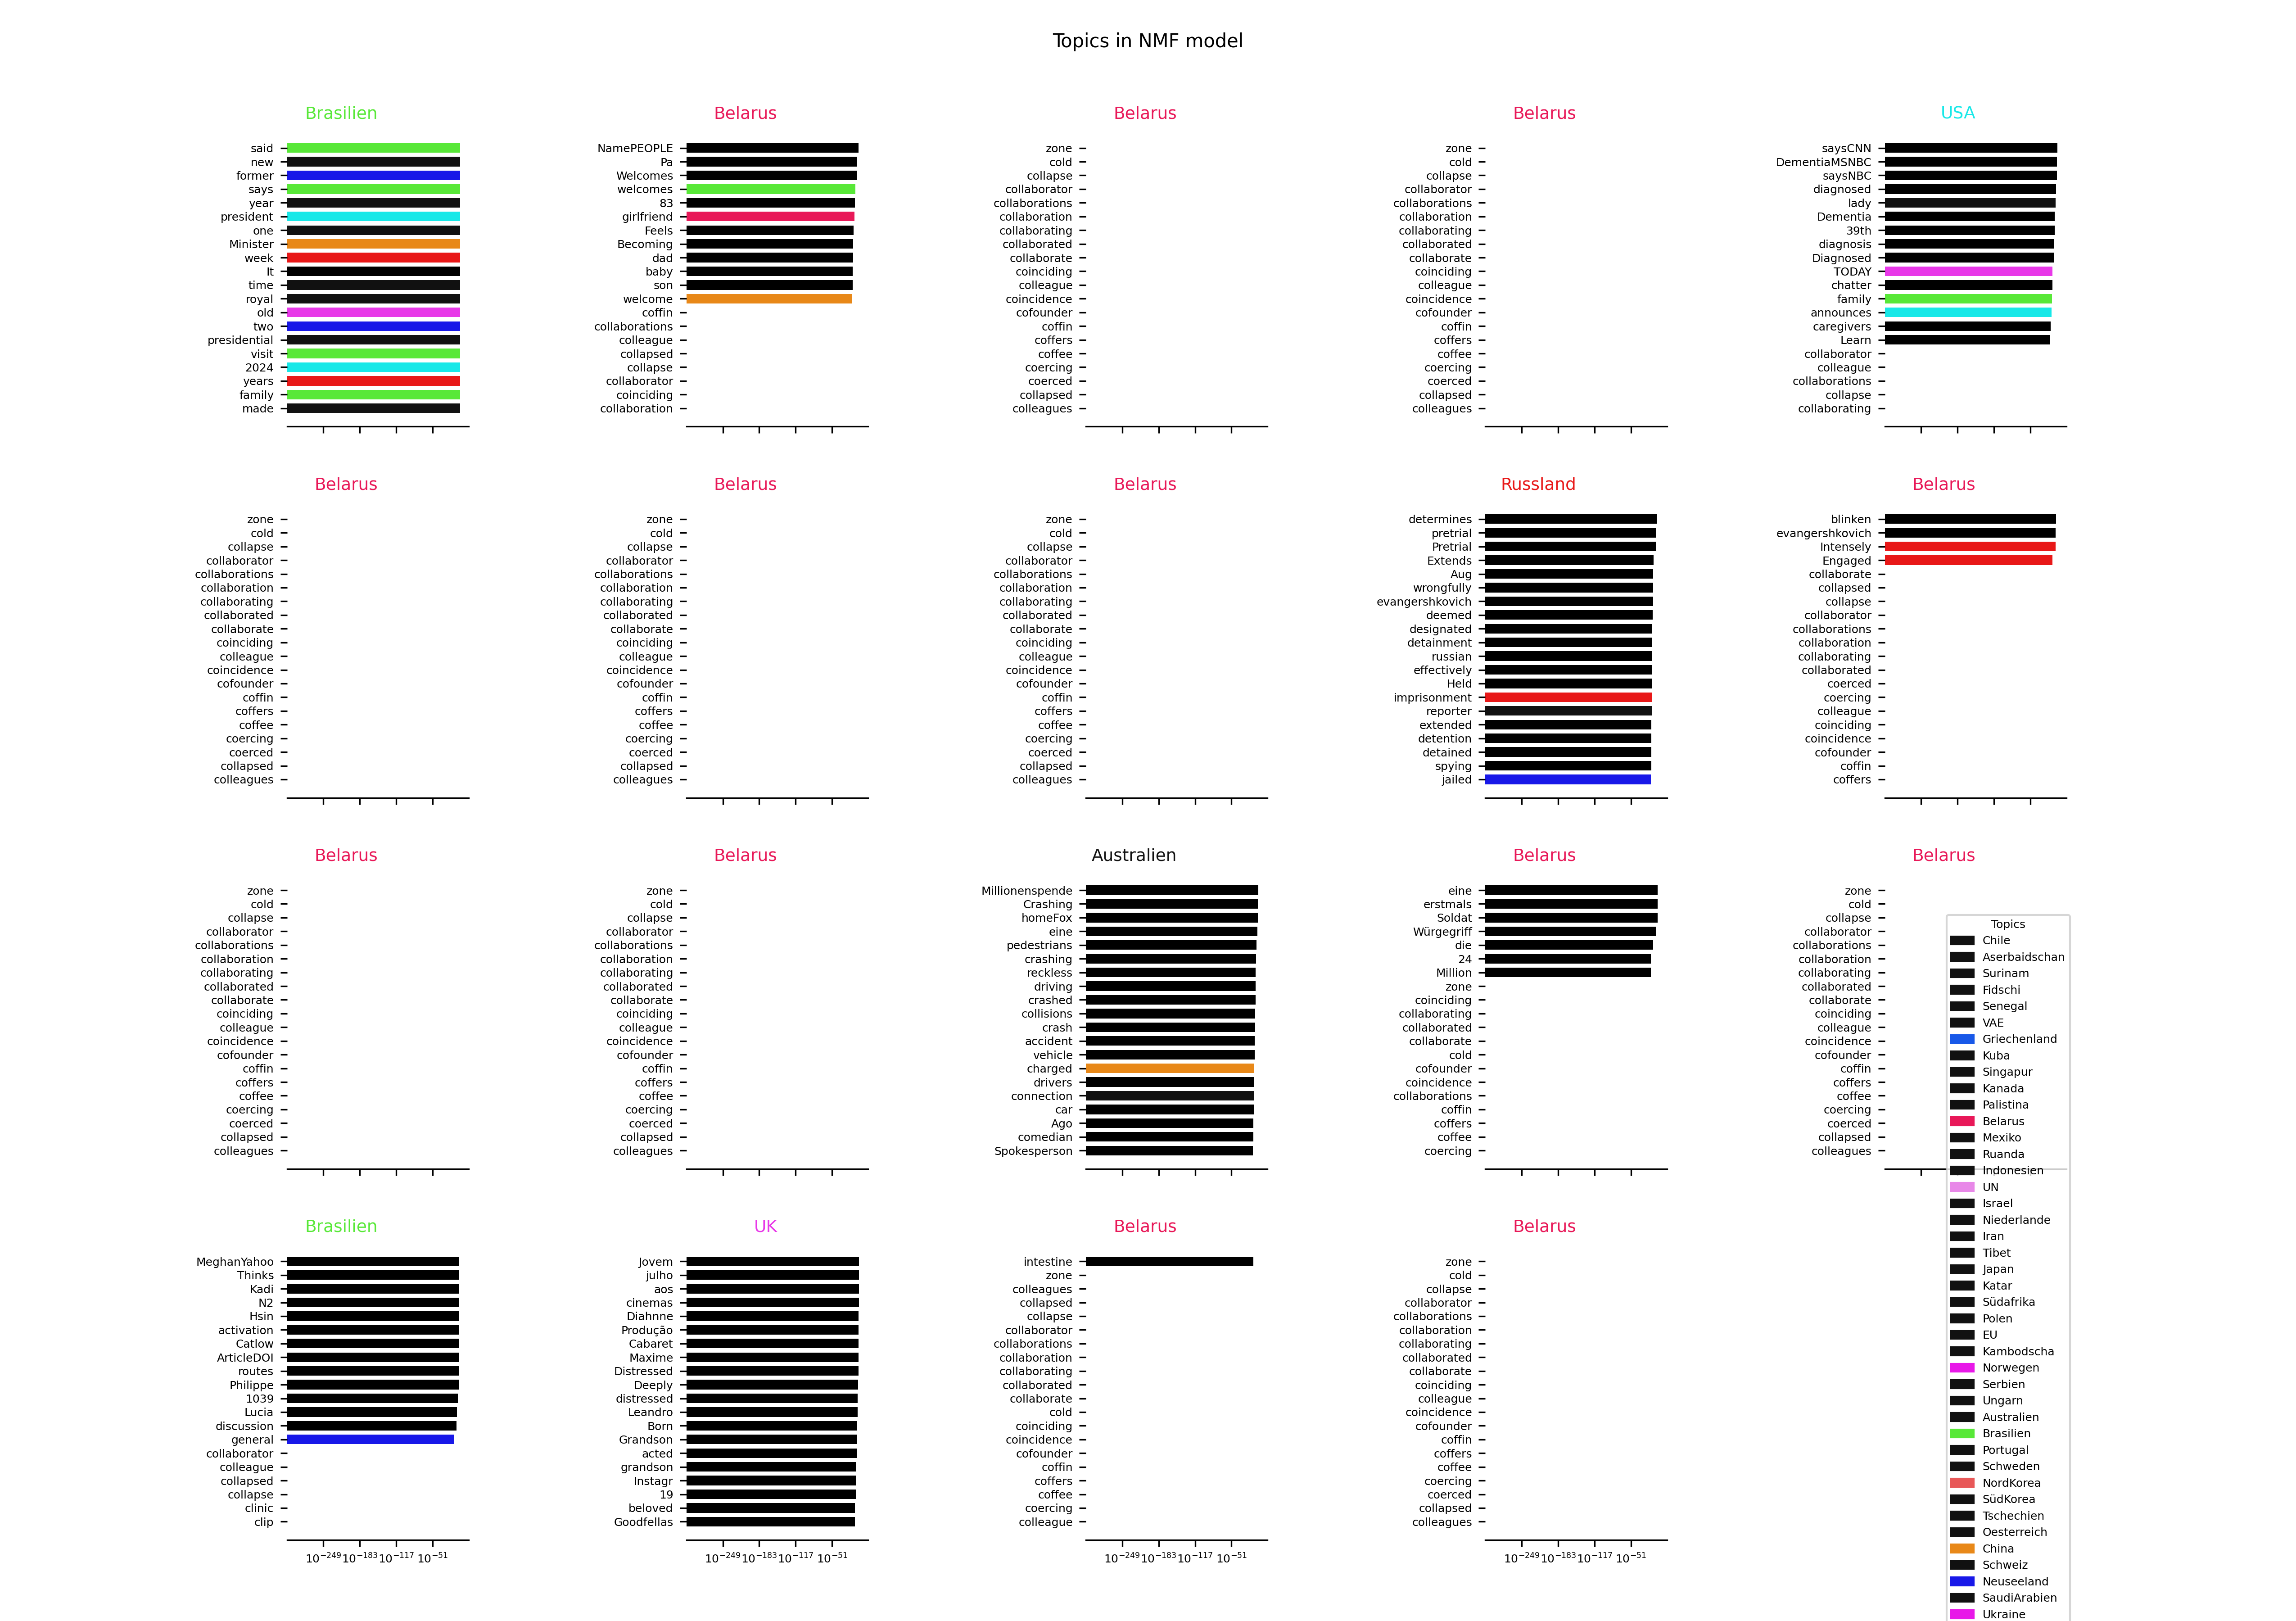 Topics in NMF model
Brasilien
said
new
former
says
year
president
one
Minister
week
It
time
royal
old
two
presidential
visit
2024
years
family
made
Belarus
NamePEOPLE
Pa
Welcomes
welcomes
83
girlfriend
Feels
Becoming
dad
baby
son
welcome
coffin
collaborations
colleague
collapsed
collapse
collaborator
coinciding
collaboration
Belarus
zone
cold
collapse
collaborator
collaborations
collaboration
collaborating
collaborated
collaborate
coinciding
colleague
coincidence
cofounder
coffin
coffers
coffee
coercing
coerced
collapsed
colleagues
Belarus
zone
cold
collapse
collaborator
collaborations
collaboration
collaborating
collaborated
collaborate
coinciding
colleague
coincidence
cofounder
coffin
coffers
coffee
coercing
coerced
collapsed
colleagues
USA
saysCNN
DementiaMSNBC
saysNBC
diagnosed
lady
Dementia
39th
diagnosis
Diagnosed
TODAY
chatter
family
announces
caregivers
Learn
collaborator
colleague
collaborations
collapse
collaborating
Belarus
zone
cold
collapse
collaborator
collaborations
collaboration
collaborating
collaborated
collaborate
coinciding
colleague
coincidence
cofounder
coffin
coffers
coffee
coercing
coerced
collapsed
colleagues
Belarus
zone
cold
collapse
collaborator
collaborations
collaboration
collaborating
collaborated
collaborate
coinciding
colleague
coincidence
cofounder
coffin
coffers
coffee
coercing
coerced
collapsed
colleagues
Belarus
zone
cold
collapse
collaborator
collaborations
collaboration
collaborating
collaborated
collaborate
coinciding
colleague
coincidence
cofounder
coffin
coffers
coffee
coercing
coerced
collapsed
colleagues
Russland
determines
pretrial
Pretrial
Extends
Aug
wrongfully
evangershkovich
deemed
designated
detainment
russian
effectively
Held
imprisonment
reporter
extended
detention
detained
spying
jailed
Belarus
blinken
evangershkovich
Intensely
Engaged
collaborate
collapsed
collapse
collaborator
collaborations
collaboration
collaborating
collaborated
coerced
coercing
colleague
coinciding
coincidence
cofounder
coffin
coffers
Belarus
zone
cold
collapse
collaborator
collaborations
collaboration
collaborating
collaborated
collaborate
coinciding
colleague
coincidence
cofounder
coffin
coffers
coffee
coercing
coerced
collapsed
colleagues
Belarus
zone
cold
collapse
collaborator
collaborations
collaboration
collaborating
collaborated
collaborate
coinciding
colleague
coincidence
cofounder
coffin
coffers
coffee
coercing
coerced
collapsed
colleagues
Australien
Millionenspende
Crashing
homeFox
eine
pedestrians
crashing
reckless
driving
crashed
collisions
crash
accident
vehicle
charged
drivers
connection
car
Ago
comedian
Spokesperson
Belarus
eine
erstmals
Soldat
Würgegriff
die
24
Million
zone
coinciding
collaborating
collaborated
collaborate
cold
cofounder
coincidence
collaborations
coffin
coffers
coffee
coercing
Belarus
zone
cold
collapse
collaborator
collaborations
collaboration
collaborating
collaborated
collaborate
coinciding
colleague
coincidence
cofounder
coffin
coffers
coffee
coercing
coerced
collapsed
colleagues
Brasilien
MeghanYahoo
Thinks
Kadi
N2
Hsin
activation
Catlow
ArticleDOI
routes
Philippe
1039
Lucia
discussion
general
collaborator
colleague
collapsed
collapse
clinic
clip
10^−249 10^−183 10^−117 10^−51
UK
Jovem
julho
aos
cinemas
Diahnne
Produção
Cabaret
Maxime
Distressed
Deeply
distressed
Leandro
Born
Grandson
acted
grandson
Instagr
19
beloved
Goodfellas
10^−249 10^−183 10^−117 10^−51
Belarus
intestine
zone
colleagues
collapsed
collapse
collaborator
collaborations
collaboration
collaborating
collaborated
collaborate
cold
coinciding
coincidence
cofounder
coffin
coffers
coffee
coercing
colleague
10^−249 10^−183 10^−117 10^−51
Belarus
zone
cold
collapse
collaborator
collaborations
collaboration
collaborating
collaborated
collaborate
coinciding
colleague
coincidence
cofounder
coffin
coffers
coffee
coercing
coerced
collapsed
colleagues
10^−249 10^−183 10^−117 10^−51
Topics
Chile
Aserbaidschan
Surinam
Fidschi
Senegal
VAE
Griechenland
Kuba
Singapur
Kanada
Palistina
Belarus
Mexiko
Ruanda
Indonesien
UN
Israel
Niederlande
Iran
Tibet
Japan
Katar
Südafrika
Polen
EU
Kambodscha
Norwegen
Serbien
Ungarn
Australien
Brasilien
Portugal
Schweden
NordKorea
SüdKorea
Tschechien
Oesterreich
China
Schweiz
Neuseeland
SaudiArabien
Ukraine